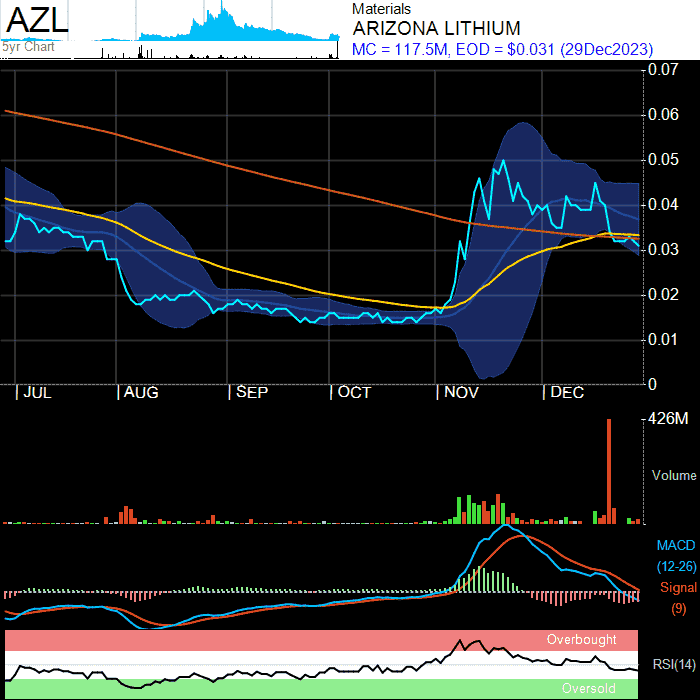 AZL
5yr Chart
Materials
ARIZONA LITHIUM
MC = 117.5M, EOD = $0.031 (29Dec2023)
0.07
0.06
0.05
0.04
0.03
0.02
0.01
0
| JUL | AUG | SEP | OCT | NOV | DEC
426M
Volume
MACD
(12-26)
Signal
(9)
Overbought
RSI(14)
Oversold